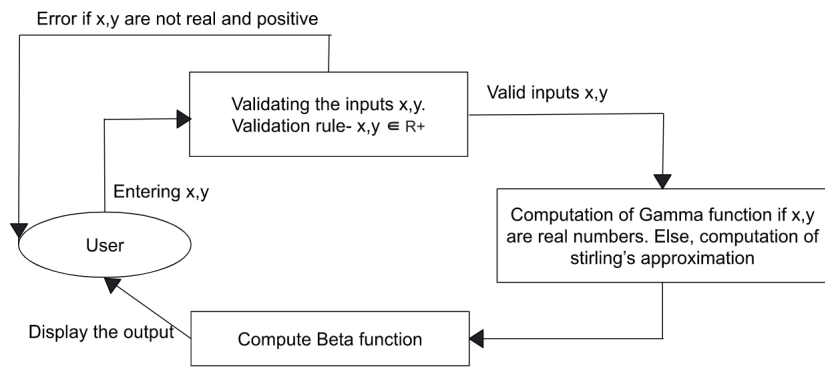 Error if x,y are not real and positive
Validating the inputs x,y.
Validation rule- x,y ⋹ R+
Valid inputs x,y
Entering x,y
Computation of Gamma function if x,y
are real numbers. Else, computation of
stirling's approximation
User
Display the output
Compute Beta function